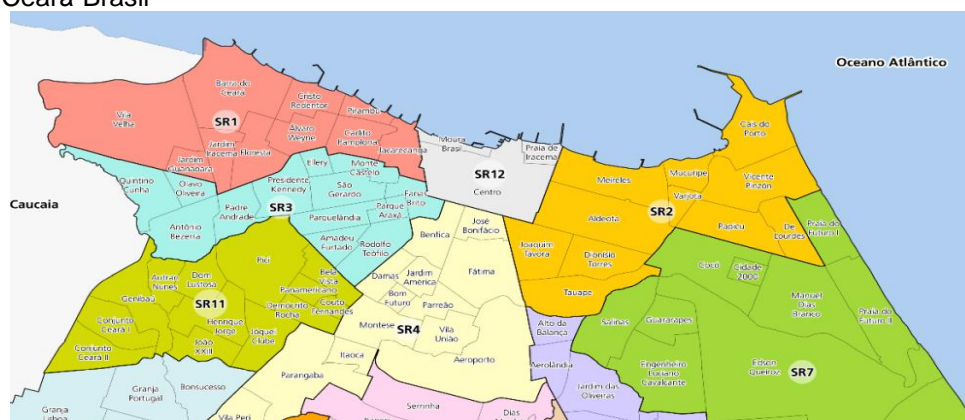 Ceará-Brasil
Oceano Atlântico
Caucaia
SR1
Vila
Velha
Barra do
Ceará
Cristo
Redentor
Pirambu
Jardim
Iracema
Floresta
Álvaro
Weyne
Carlito
Pamplona
Jacarecanga
Jardim
Guanabara
SR12
Moura
Brasil
Praia de
Iracema
Centro
SR2
Cais do
Porto
Meireles
Mucuripe
Varjota
Vicente
Pinzón
Aldeota
Papicu
De
Lourdes
Joaquim
Távora
Dionísio
Torres
Tauape
SR3
Quintino
Cunha
Olavo
Oliveira
Antônio
Bezerra
Padre
Andrade
Presidente
Kennedy
Ellery
Monte
Castelo
São
Gerardo
Farias
Brito
Parquelândia
Parque
Araxá
Amadeu
Furtado
Rodolfo
Teófilo
SR11
Autran
Nunes
Dom
Lustosa
Pici
Genibaú
Bela
Vista
Panamericano
Couto
Fernandes
Demócrito
Rocha
Henrique
Jorge
Jóquei
Clube
João
XXIII
Conjunto
Ceará I
Conjunto
Ceará II
SR4
Benfica
José
Bonifácio
Fátima
Damas
Jardim
América
Bom
Futuro
Parreão
Montese
Vila
União
Aeroporto
Itaoca
Parangaba
Vila Peri
Serrinha
Dias
Granja
Portugal
Bonsucesso
Granja
Lisboa
Alto da
Balança
Aerolândia
Jardim das
Oliveiras
SR7
Praia do
Futuro I
Cocó
Cidade
2000
Manuel
Dias
Branco
Praia do
Futuro II
Salinas
Guararapes
Engenheiro
Luciano
Cavalcante
Edson
Queiroz